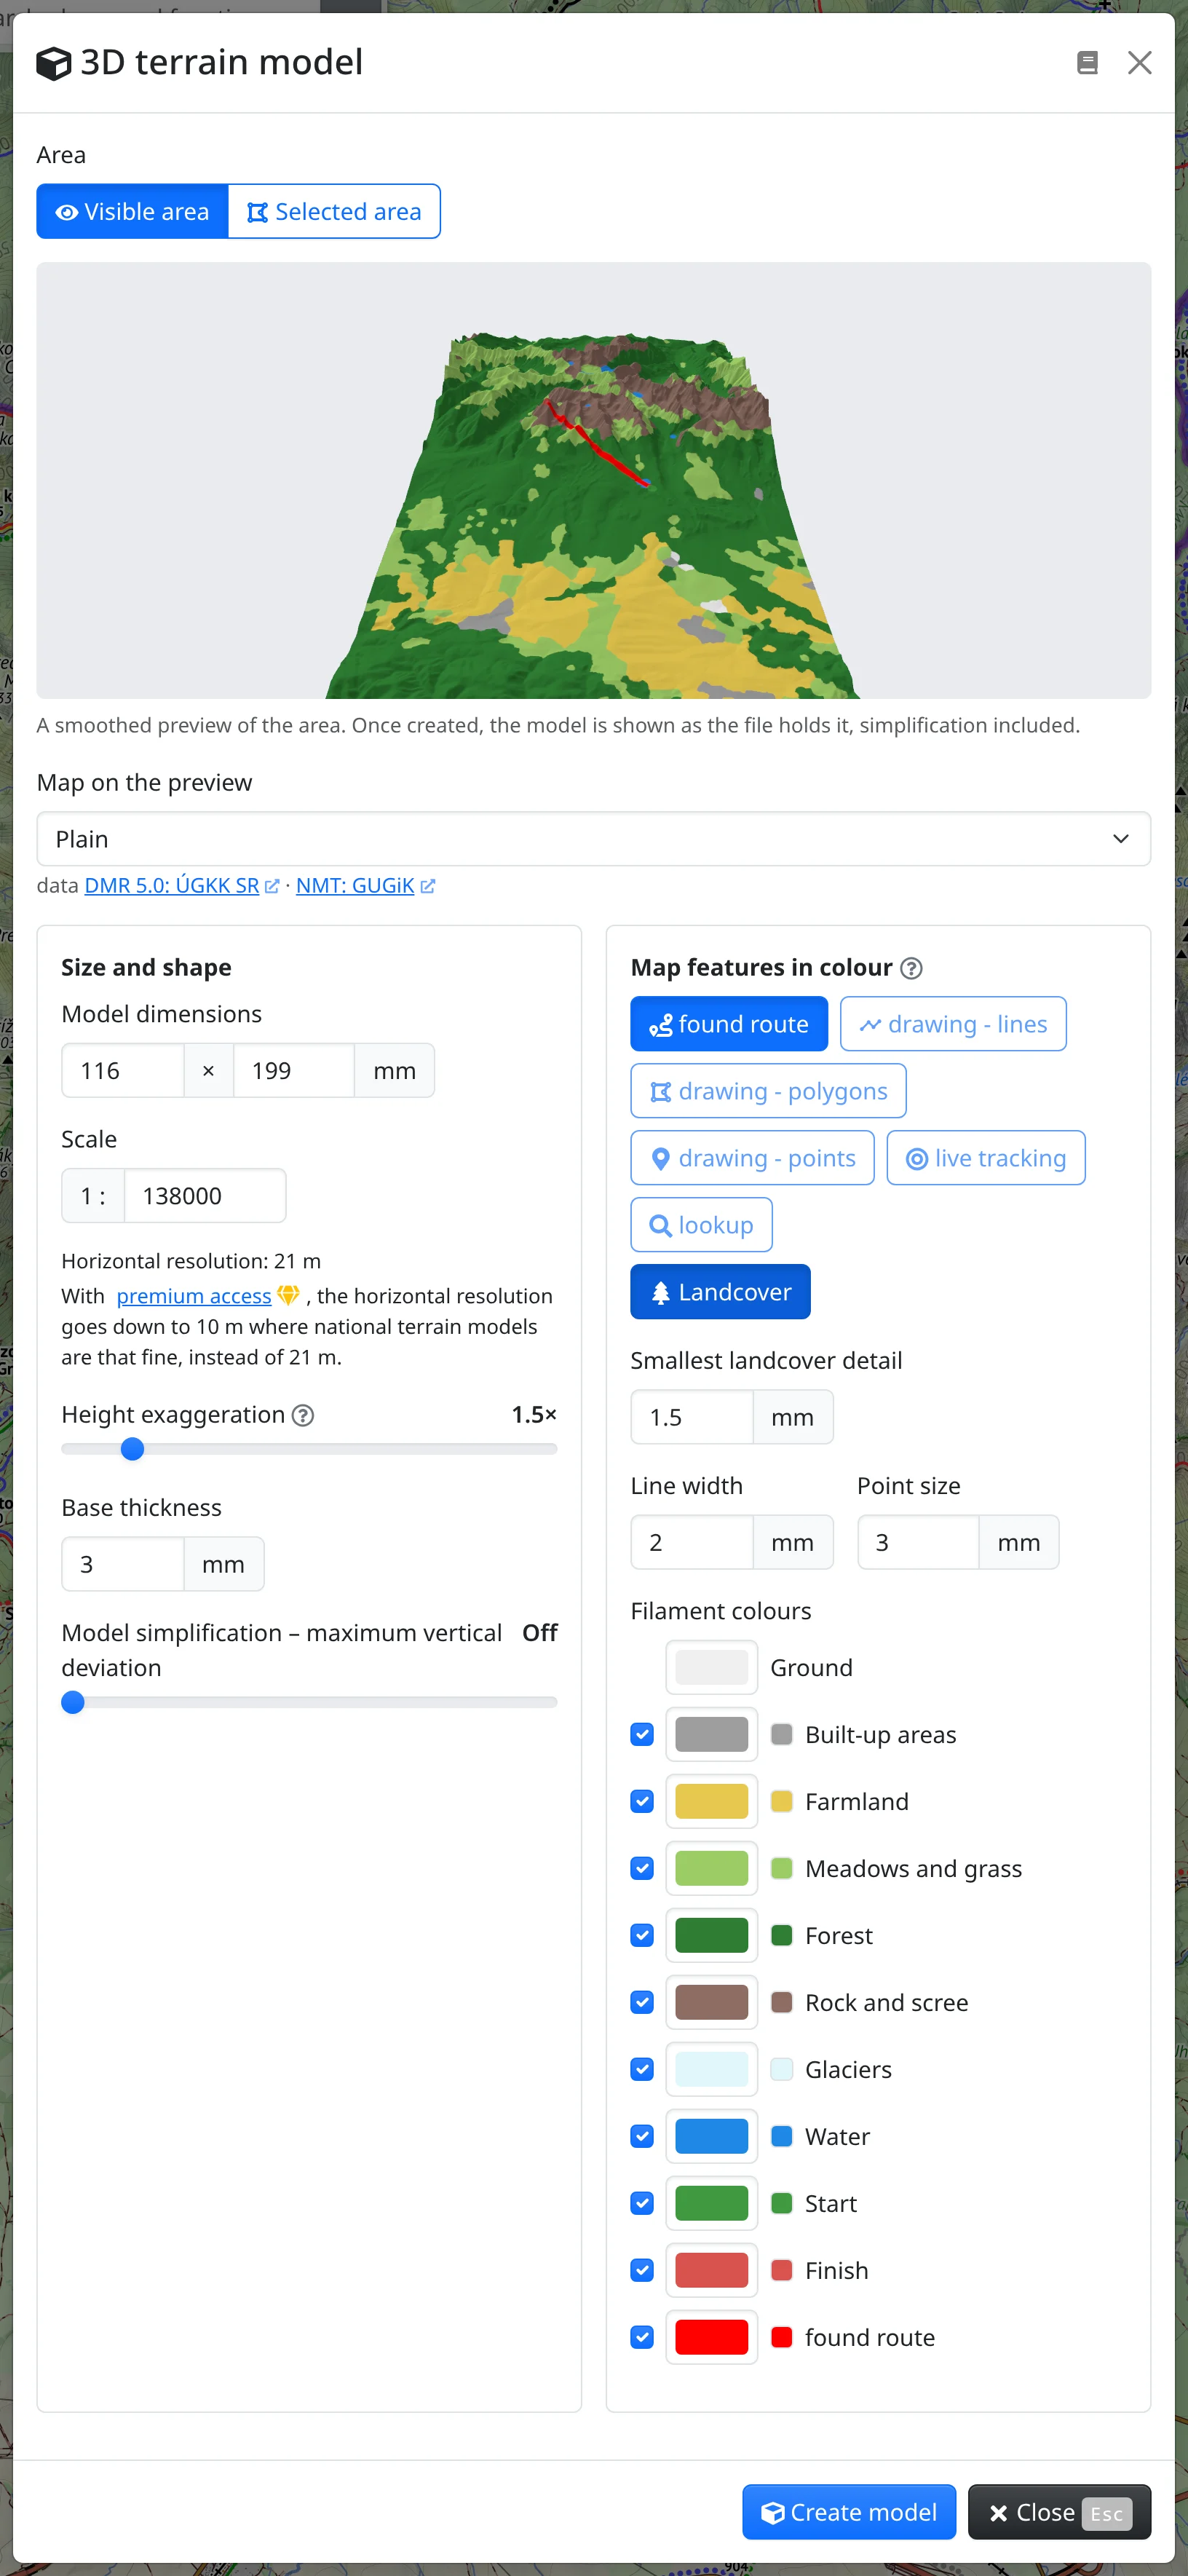 3D terrain model
Area
Visible area
Selected area
A smoothed preview of the area. Once created, the model is shown as the file holds it, simplification included.
Map on the preview
Plain
data DMR 5.0: ÚGKK SR · NMT: GUGiK
Size and shape
Model dimensions
116 × 199 mm
Scale
1 : 138000
Horizontal resolution: 21 m
With premium access , the horizontal resolution
goes down to 10 m where national terrain models
are that fine, instead of 21 m.
Height exaggeration 1.5×
Base thickness
3 mm
Model simplification – maximum vertical Off
deviation
Map features in colour
found route
drawing - lines
drawing - polygons
drawing - points
live tracking
lookup
Landcover
Smallest landcover detail
1.5 mm
Line width Point size
2 mm 3 mm
Filament colours
Ground
Built-up areas
Farmland
Meadows and grass
Forest
Rock and scree
Glaciers
Water
Start
Finish
found route
Create model
Close Esc
904